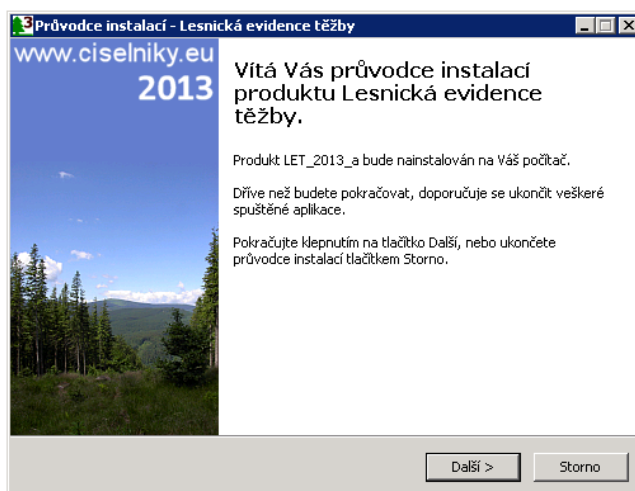 3 Průvodce instalací - Lesnická evidence těžby
www.ciselniky.eu
2013
Vítá Vás průvodce instalací
produktu Lesnická evidence
těžby.
Produkt LET_2013_a bude nainstalován na Váš počítač.
Dříve než budete pokračovat, doporučuje se ukončit veškeré
spuštěné aplikace.
Pokračujte klepnutím na tlačítko Další, nebo ukončete
průvodce instalací tlačítkem Storno.
Další >
Storno